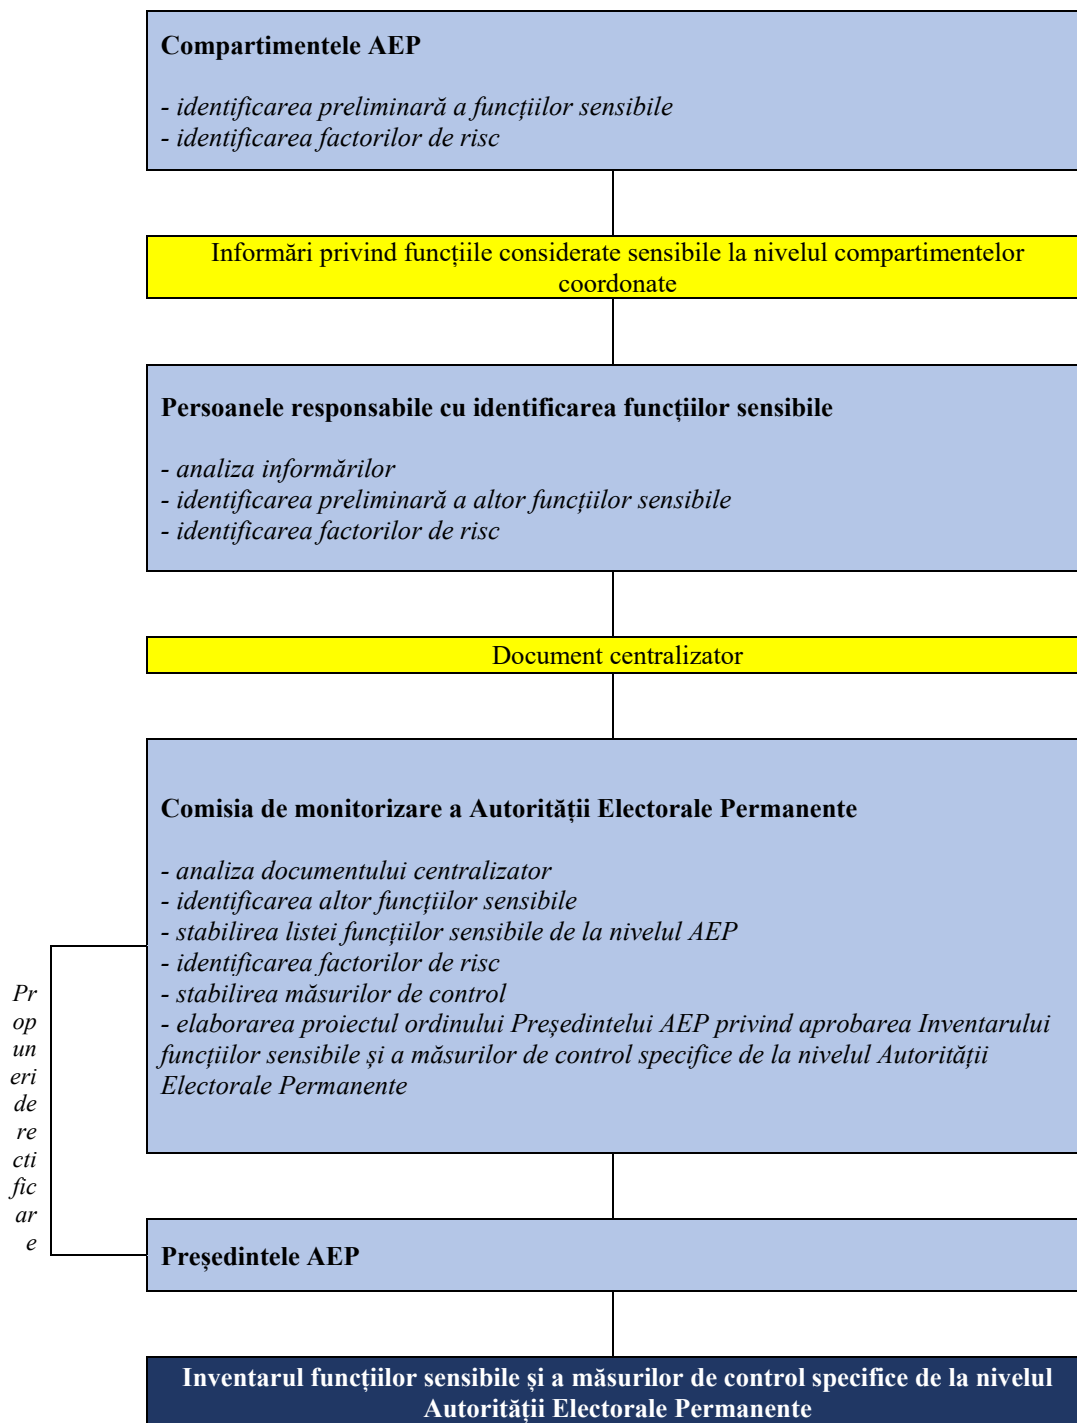 Compartimentele AEP
- identificarea preliminară a funcțiilor sensibile
- identificarea factorilor de risc
Informări privind funcțiile considerate sensibile la nivelul compartimentelor
coordonate
Persoanele responsabile cu identificarea funcțiilor sensibile
- analiza informărilor
- identificarea preliminară a altor funcțiilor sensibile
- identificarea factorilor de risc
Document centralizator
Comisia de monitorizare a Autorității Electorale Permanente
- analiza documentului centralizator
- identificarea altor funcțiilor sensibile
- stabilirea listei funcțiilor sensibile de la nivelul AEP
- identificarea factorilor de risc
- stabilirea măsurilor de control
- elaborarea proiectul ordinului Președintelui AEP privind aprobarea Inventarului
funcțiilor sensibile și a măsurilor de control specifice de la nivelul Autorității
Electorale Permanente
Pr
op
un
eri
de
re
cti
fic
ar
e
Președintele AEP
Inventarul funcțiilor sensibile și a măsurilor de control specifice de la nivelul
Autorității Electorale Permanente